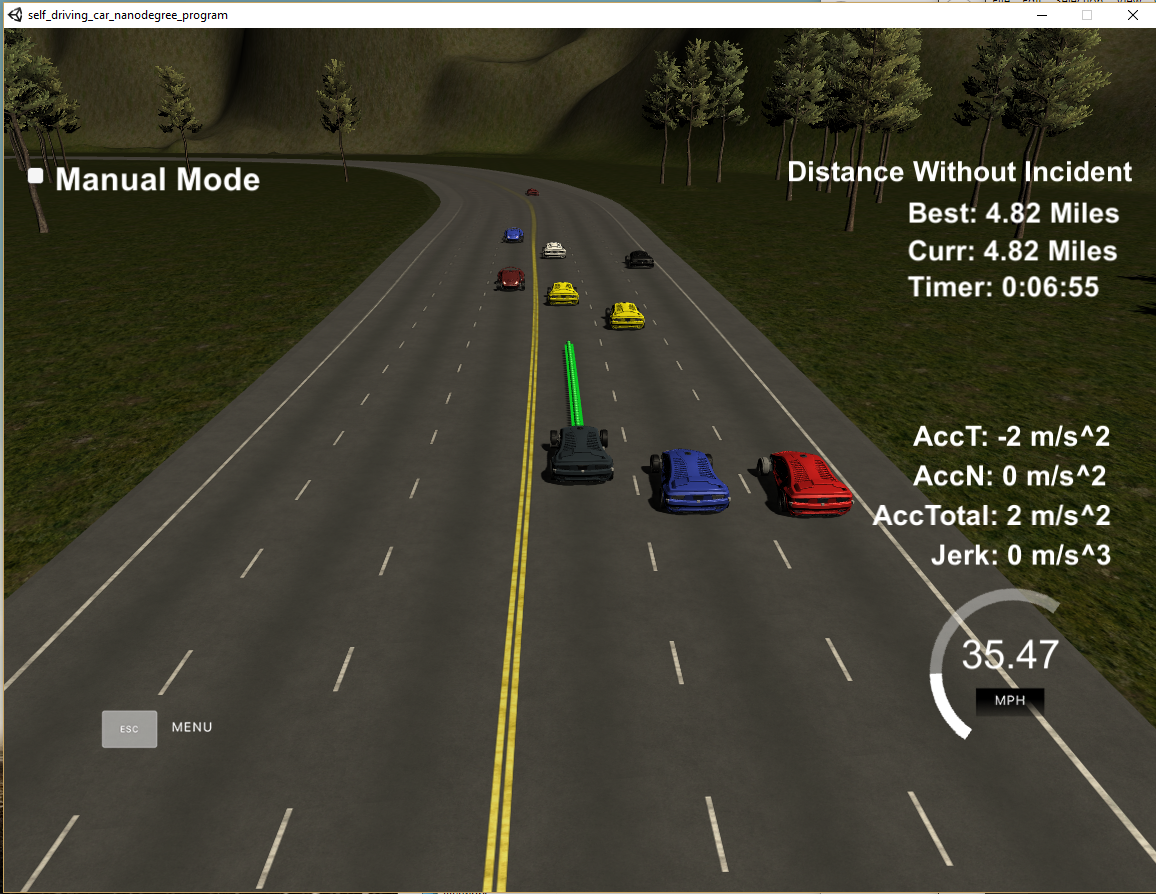 self_driving_car_nanodegree_program
Manual Mode
Distance Without Incident
Best: 4.82 Miles
Curr: 4.82 Miles
Timer: 0:06:55
AccT: -2 m/s^2
AccN: 0 m/s^2
AccTotal: 2 m/s^2
Jerk: 0 m/s^3
35.47
MPH
ESC MENU